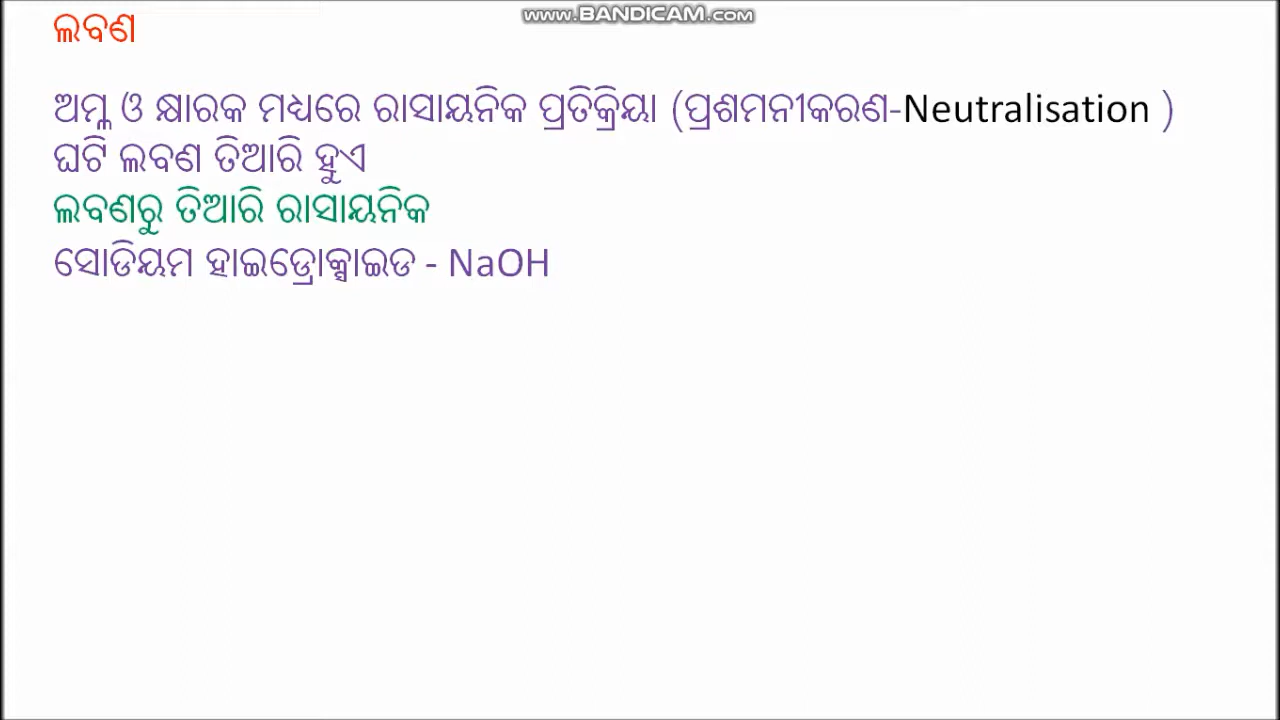 www.BANDICAM.com
ଲବଣ
ଅମ୍ଳ ଓ କ୍ଷାରକ ମଧ୍ୟରେ ରାସାୟନିକ ପ୍ରତିକ୍ରିୟା (ପ୍ରଶମନୀକରଣ-Neutralisation )
ଘଟି ଲବଣ ତିଆରି ହୁଏ
ଲବଣରୁ ତିଆରି ରାସାୟନିକ
ସୋଡିୟମ ହାଇଡ୍ରୋକ୍ସାଇଡ - NaOH